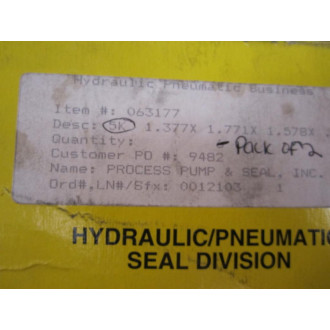 Hydraulic Pneumatic Business
Item #: 063177
Desc: SK 1.377X 1.771X 1.578X
Quantity: - PACK OF 2
Customer PO #: 9482
Name: PROCESS PUMP & SEAL, INC.
Ord#,LN#/Sfx: 0012103 1
HYDRAULIC/PNEUMATIC
SEAL DIVISION